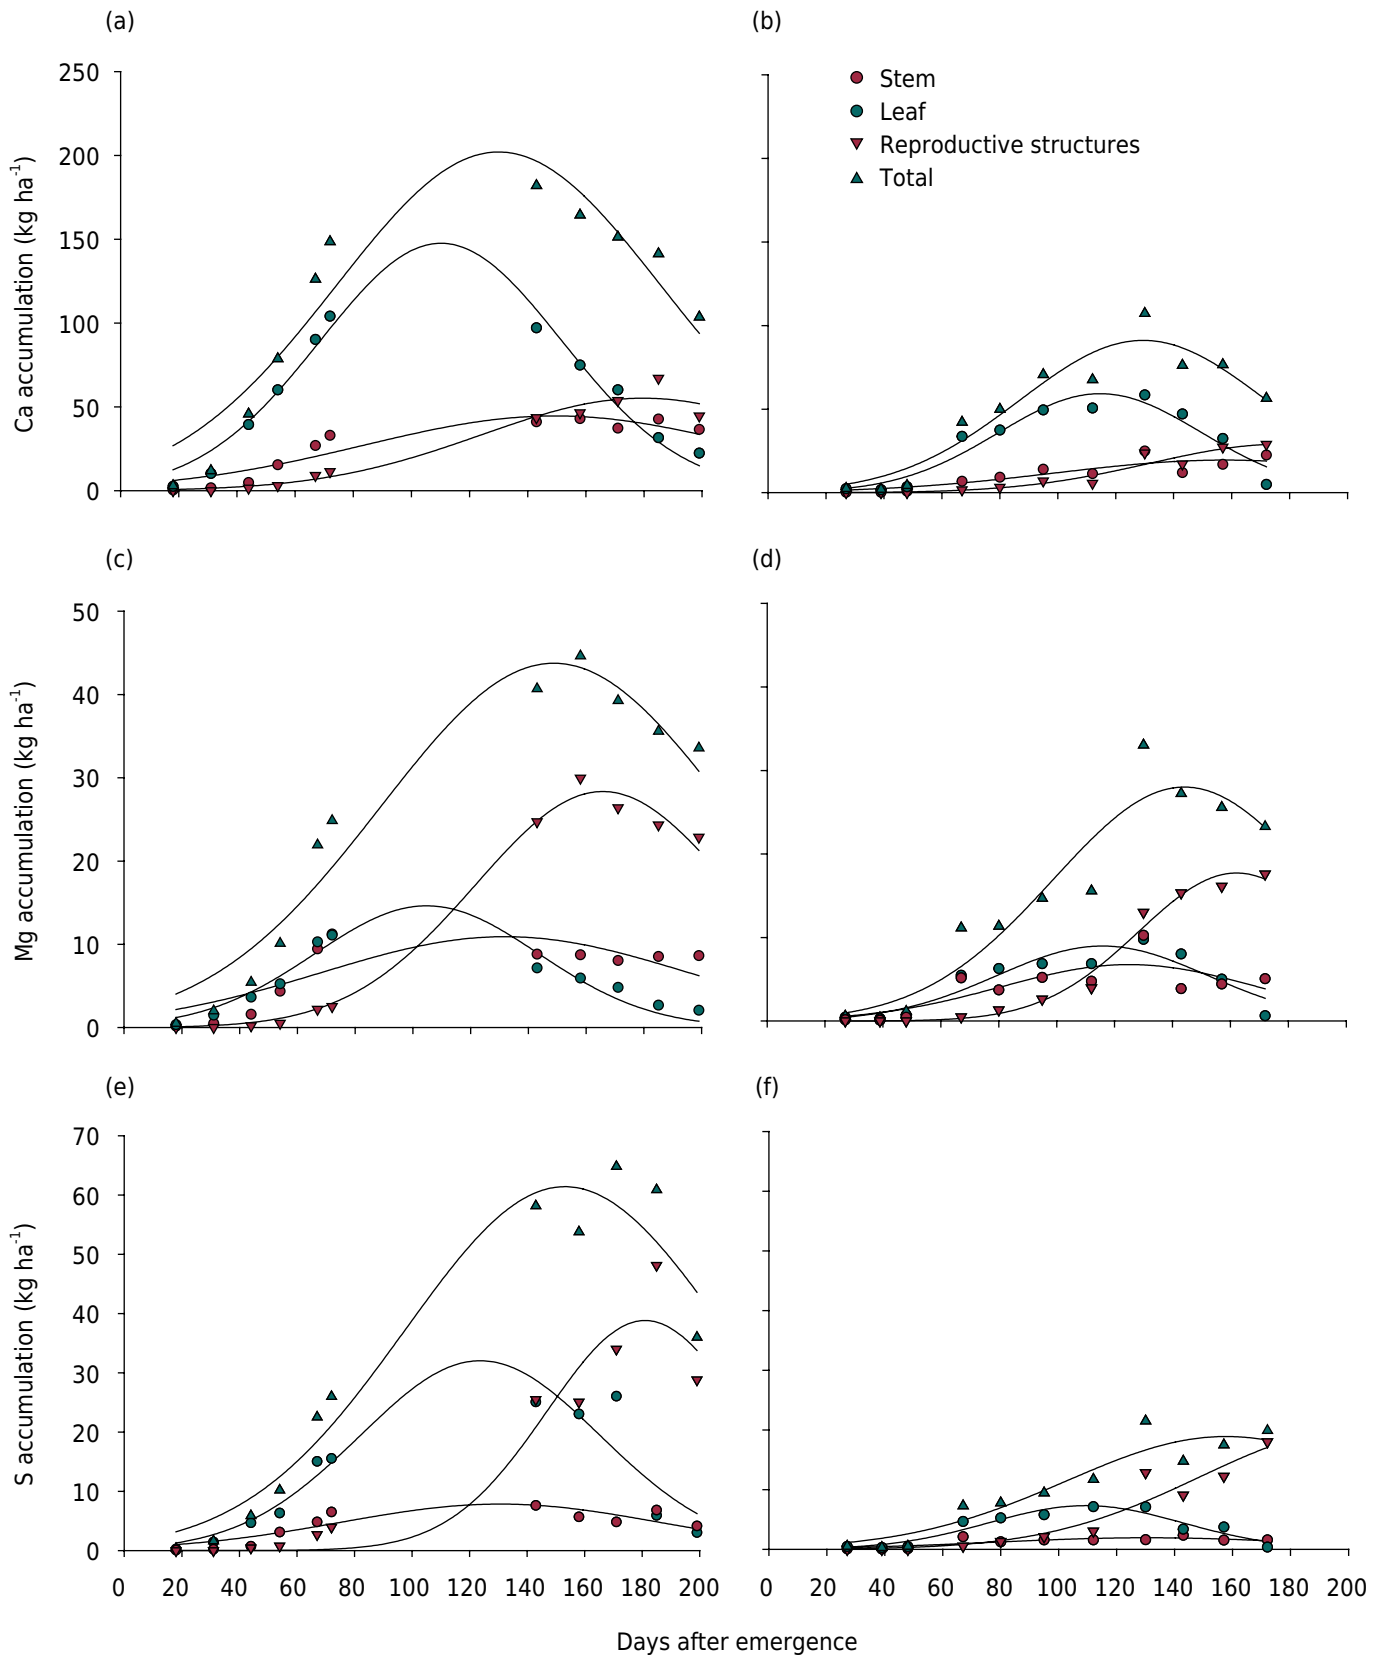 (a)
(b)
250
200
150
100
50
0
Ca accumulation (kg ha-1)
Stem
Leaf
Reproductive structures
Total
(c)
(d)
50
40
30
20
10
0
Mg accumulation (kg ha-1)
(e)
(f)
70
60
50
40
30
20
10
0
S accumulation (kg ha-1)
0 20 40 60 80 100 120 140 160 180 200
0 20 40 60 80 100 120 140 160 180 200
Days after emergence